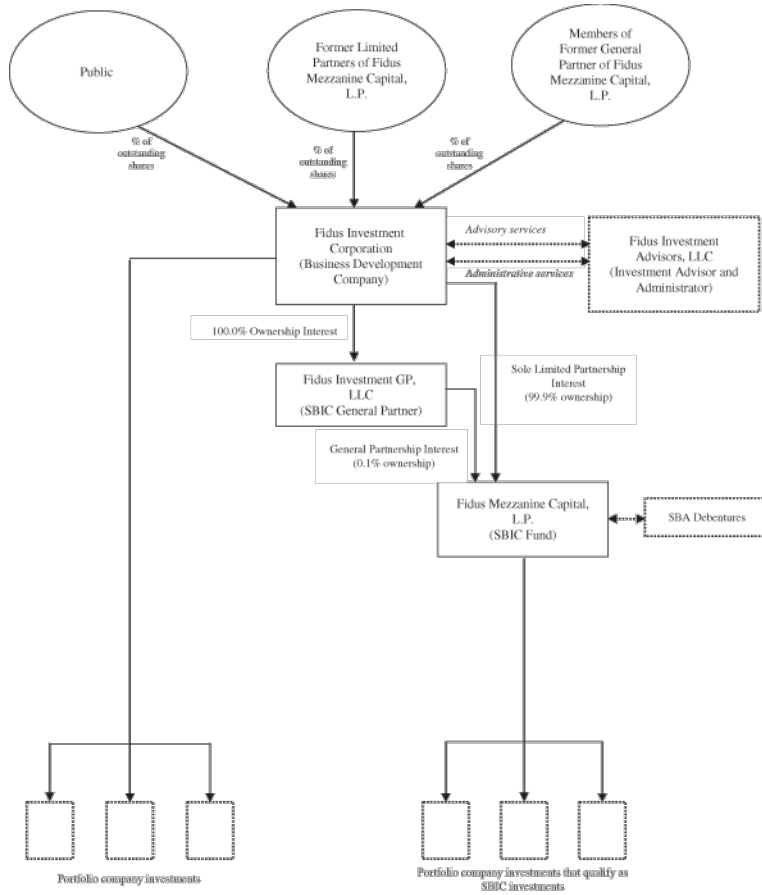 Public
Former Limited
Partners of Fidus
Mezzanine Capital,
L.P.
Members of
Former General
Partner of Fidus
Mezzanine Capital,
L.P.
% of
outstanding
shares
% of
outstanding
shares
% of
outstanding
shares
Fidus Investment
Corporation
(Business Development
Company)
Advisory services
Administrative services
Fidus Investment
Advisors, LLC
(Investment Advisor and
Administrator)
100.0% Ownership Interest
Fidus Investment GP,
LLC
(SBIC General Partner)
Sole Limited Partnership
Interest
(99.9% ownership)
General Partnership Interest
(0.1% ownership)
Fidus Mezzanine Capital,
L.P.
(SBIC Fund)
SBA Debentures
Portfolio company investments
Portfolio company investments that qualify as
SBIC investments